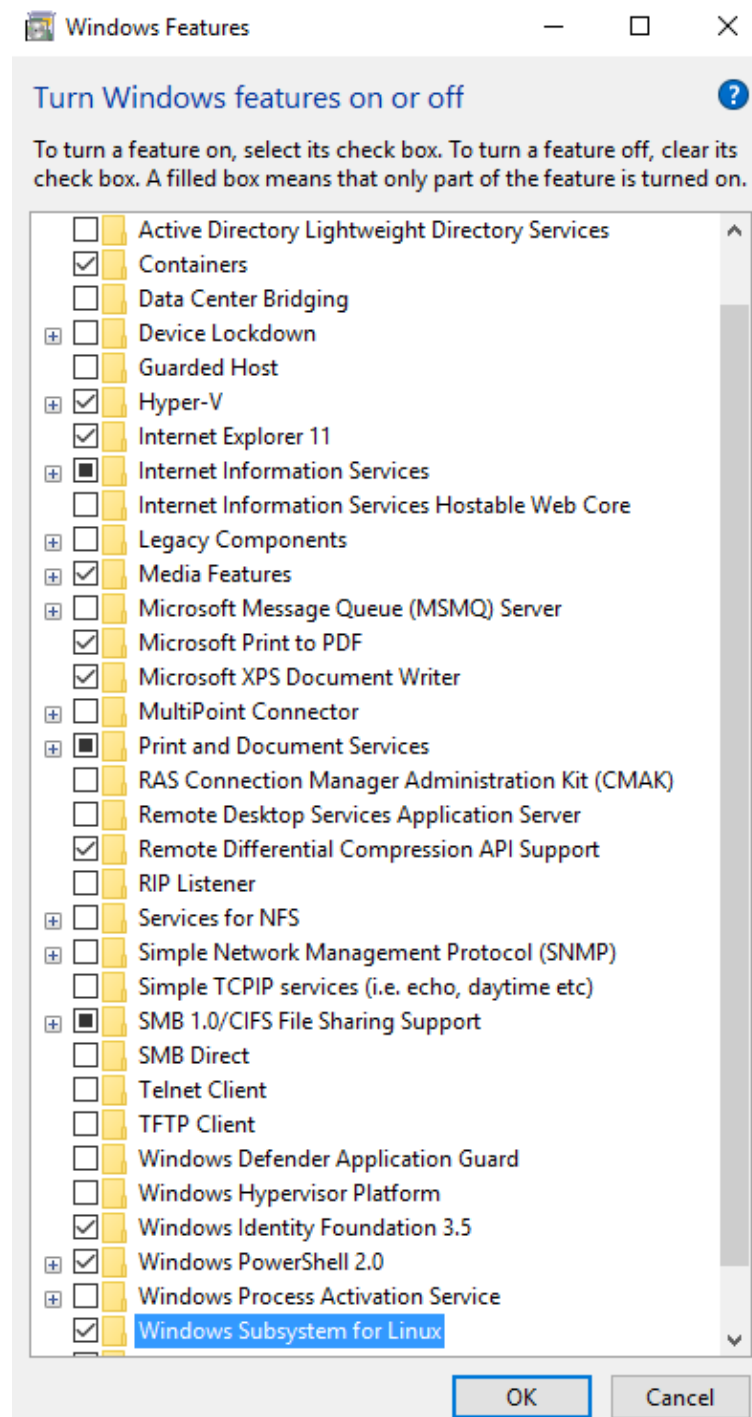 Windows Features
Turn Windows features on or off
To turn a feature on, select its check box. To turn a feature off, clear its
check box. A filled box means that only part of the feature is turned on.
Active Directory Lightweight Directory Services
Containers
Data Center Bridging
Device Lockdown
Guarded Host
Hyper-V
Internet Explorer 11
Internet Information Services
Internet Information Services Hostable Web Core
Legacy Components
Media Features
Microsoft Message Queue (MSMQ) Server
Microsoft Print to PDF
Microsoft XPS Document Writer
MultiPoint Connector
Print and Document Services
RAS Connection Manager Administration Kit (CMAK)
Remote Desktop Services Application Server
Remote Differential Compression API Support
RIP Listener
Services for NFS
Simple Network Management Protocol (SNMP)
Simple TCPIP services (i.e. echo, daytime etc)
SMB 1.0/CIFS File Sharing Support
SMB Direct
Telnet Client
TFTP Client
Windows Defender Application Guard
Windows Hypervisor Platform
Windows Identity Foundation 3.5
Windows PowerShell 2.0
Windows Process Activation Service
Windows Subsystem for Linux
OK Cancel